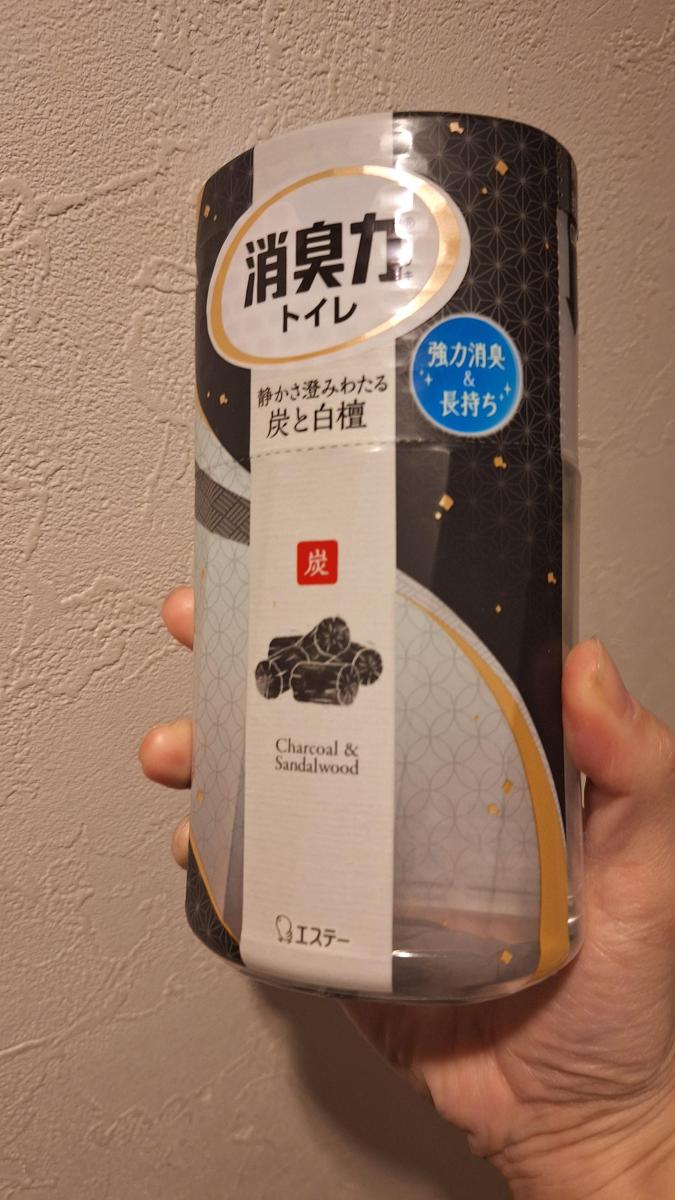 消臭力
トイレ
強力消臭
&
長持ち
静かさ澄みわたる
炭と白檀
炭
Charcoal &
Sandalwood
エステー